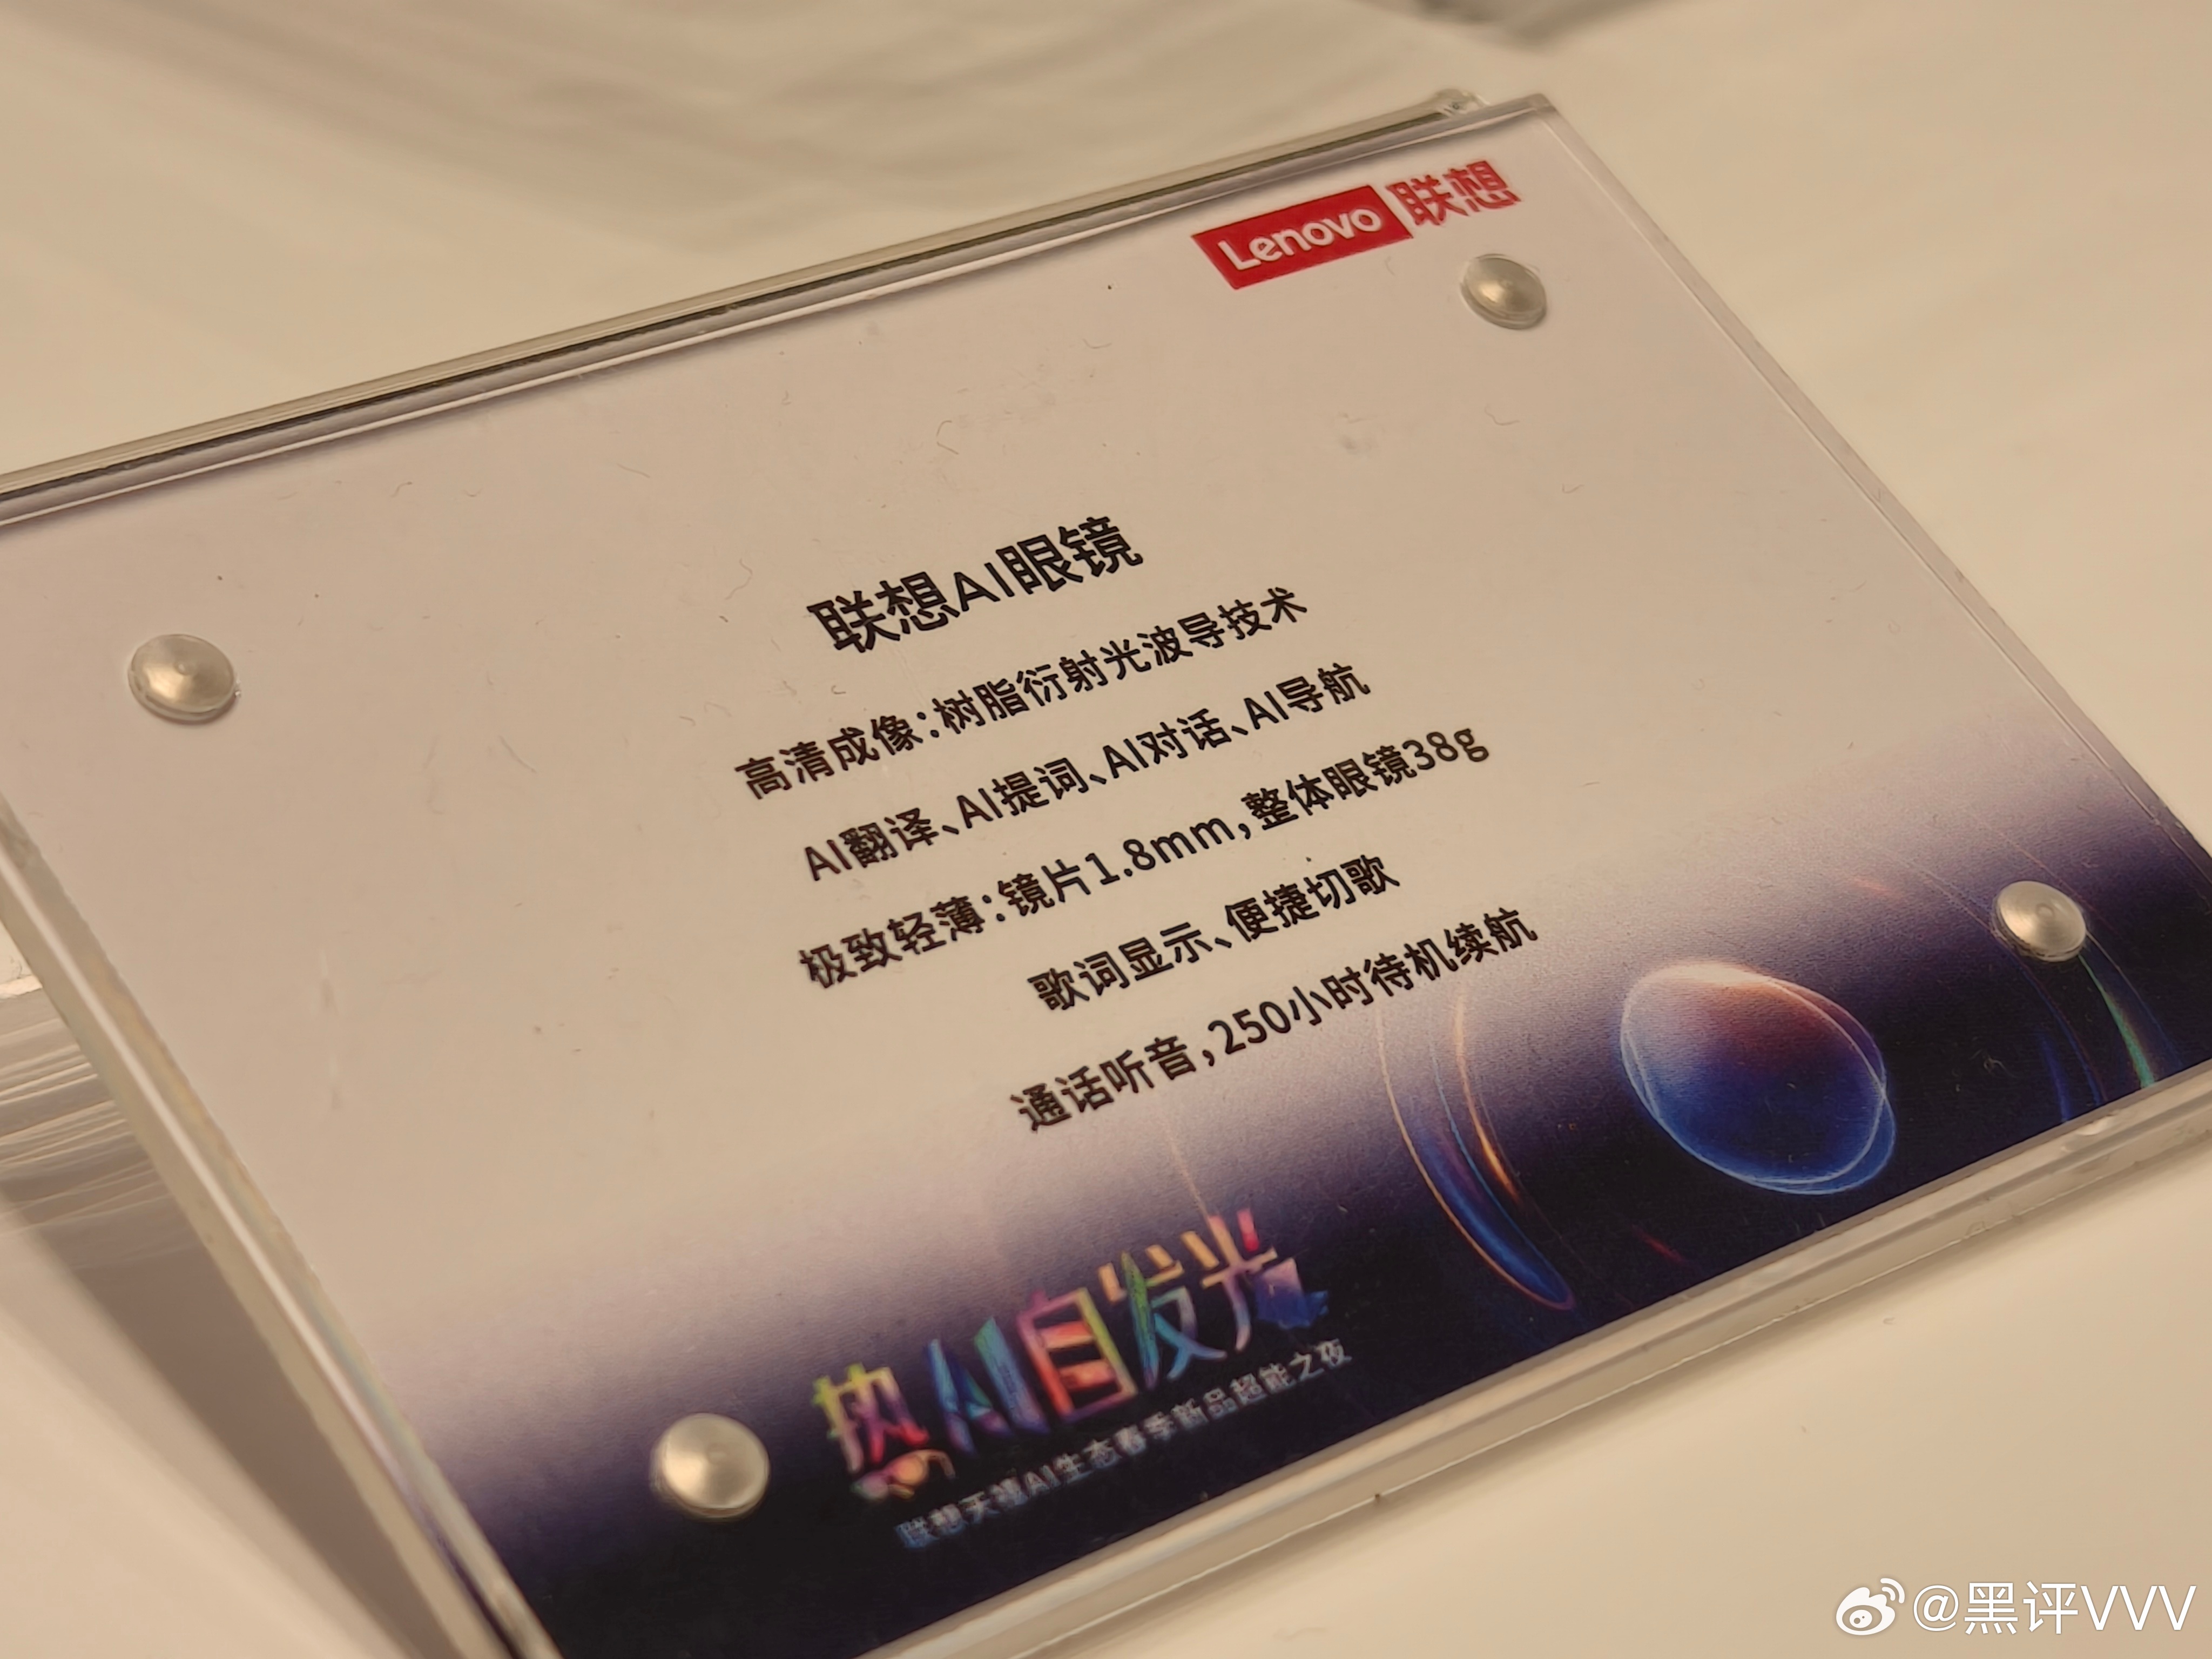 Lenovo 联想
联想AI眼镜
高清成像：树脂衍射光波导技术
AI翻译、AI提词、AI对话、AI导航
极致轻薄：镜片1.8mm，整体眼镜38g
歌词显示、便捷切歌
通话听音，250小时待机续航
热AI自发光
联想天禧AI生态春季新品超能之夜
@黑评VVV